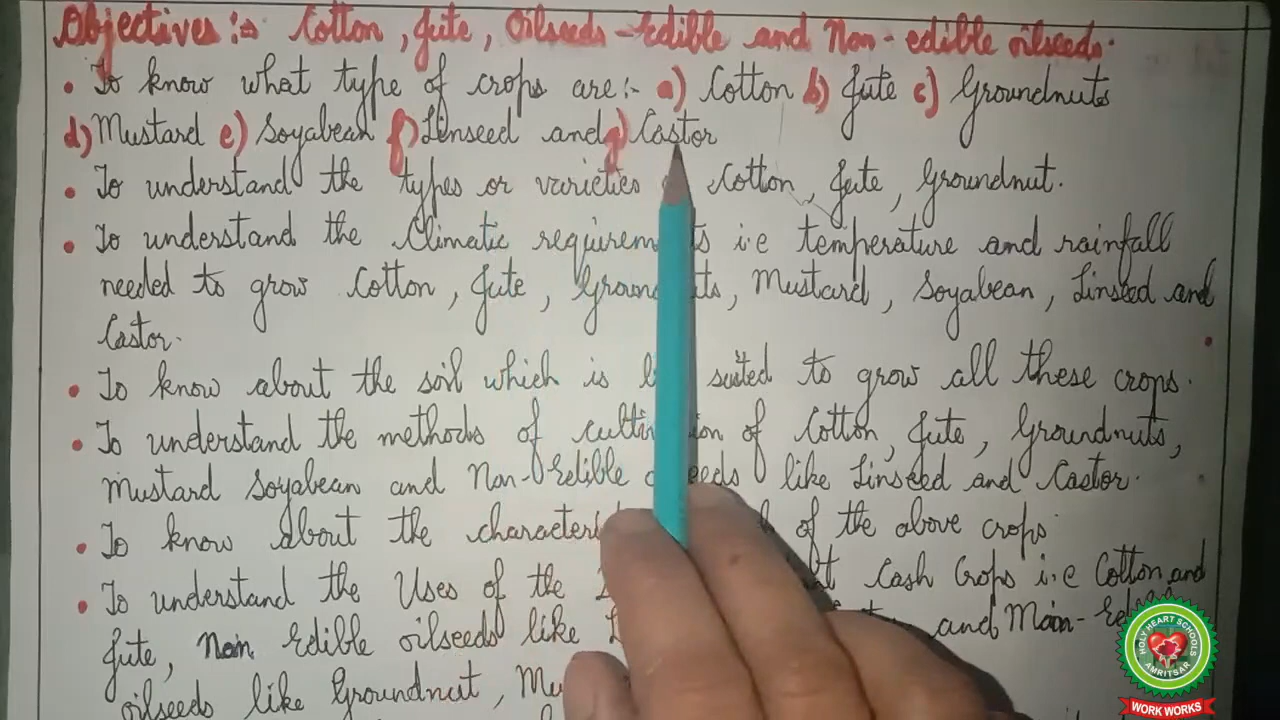 Objectives :- Cotton, Jute, Oilseeds-Edible and Non-edible oilseeds.
• To know what type of crops are:- a) Cotton b) Jute c) Groundnuts
d) Mustard e) Soyabean f) Linseed and g) Castor
• To understand the types or varieties Cotton, Jute, Groundnut.
• To understand the Climatic i.e temperature and rainfall
needed to grow Cotton, Jute, Mustard, Soyabean, Linseed and
Castor.
• To know about the soil which is suited to grow all these crops.
• To understand the methods of of Cotton, Jute, Groundnuts,
Mustard Soyabean and Non-Edible like Linseed and Castor.
• To know about the of the above crops
• To understand the Uses of the Cash Crops i.e Cotton and
Jute, Non Edible oilseeds like and
oilseeds like Groundnut,
HOLY HEART SCHOOLS
AMRITSAR
WORK WORKS